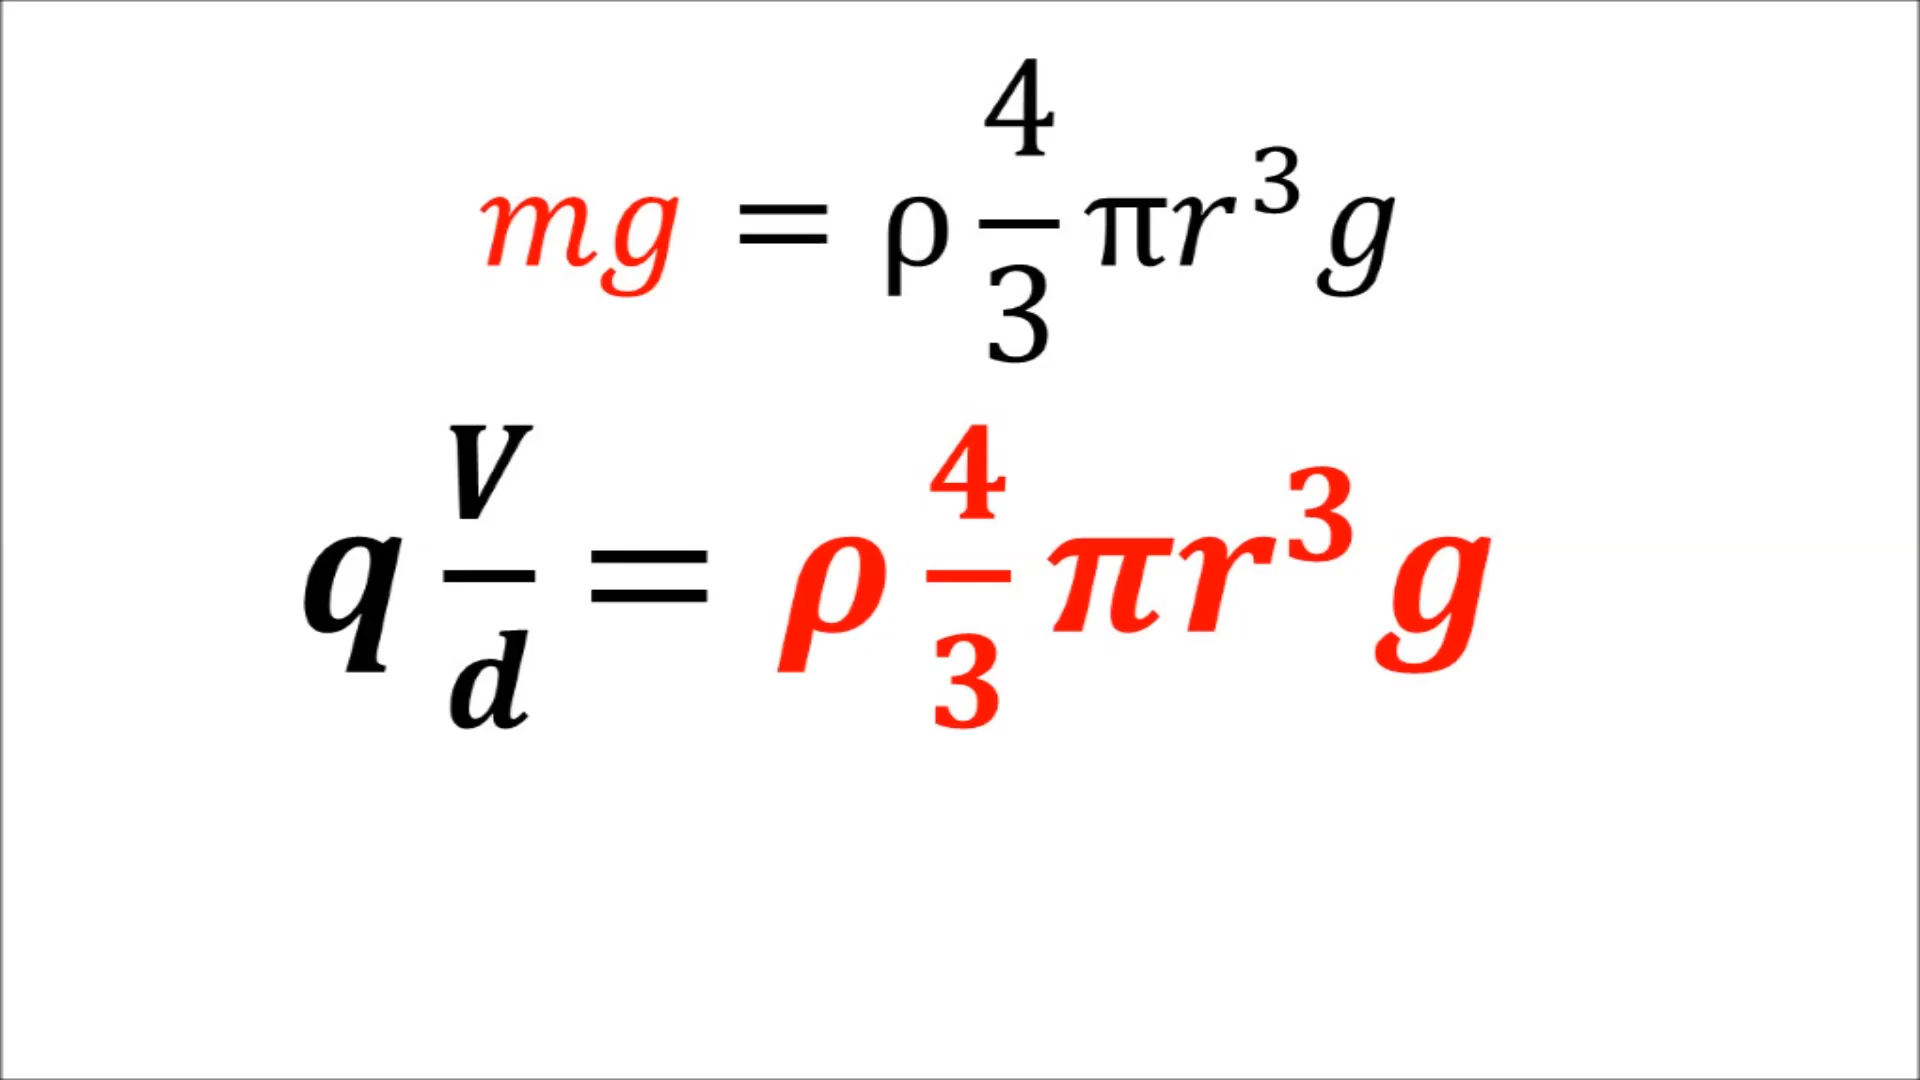 mg = ρ 4/3 πr³g
q V/d = ρ 4/3 πr³g